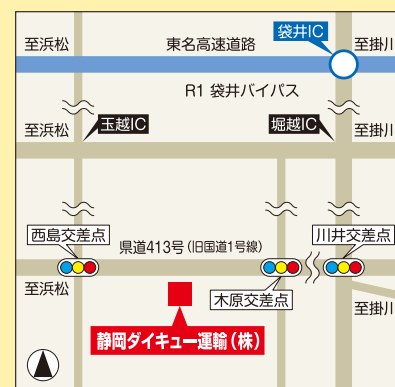 袋井IC
至浜松
東名高速道路
至掛川
R1 袋井バイパス
至浜松
玉越IC
堀越IC
至掛川
西島交差点
県道413号(旧国道1号線)
川井交差点
至浜松
木原交差点
至掛川
静岡ダイキュー運輸(株)